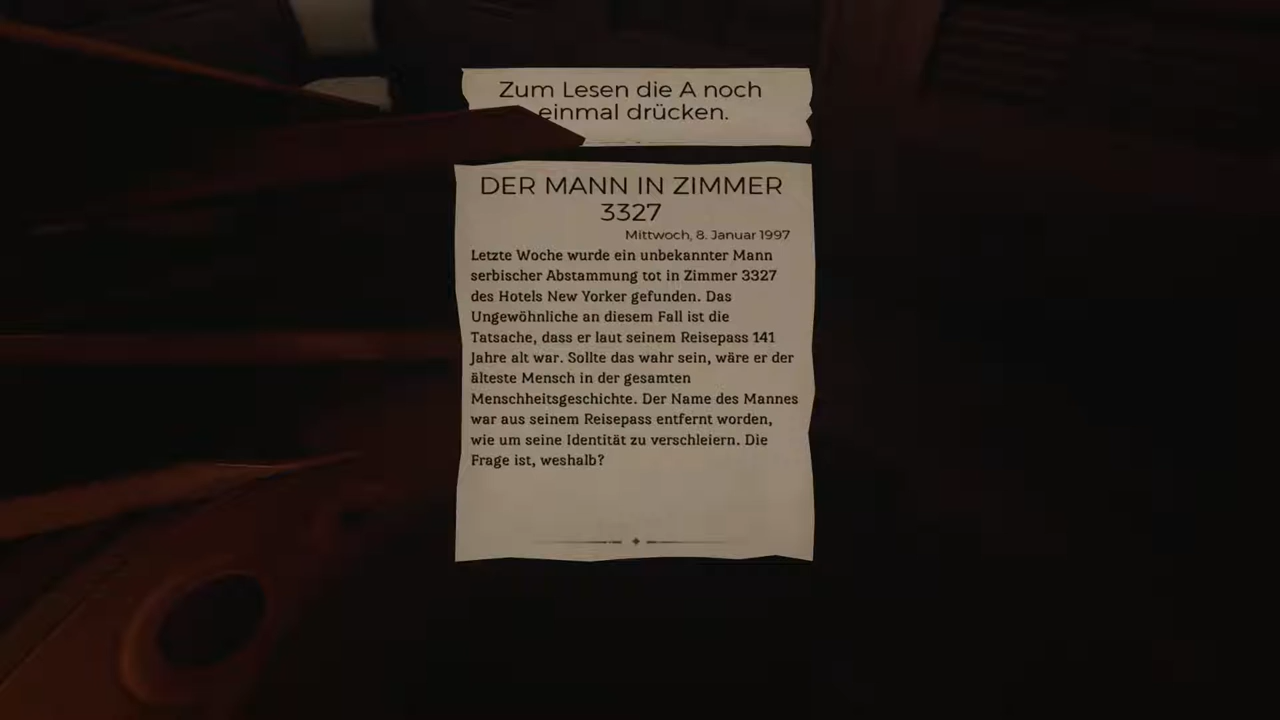 Zum Lesen die A noch
einmal drücken.
DER MANN IN ZIMMER
3327
Mittwoch, 8. Januar 1997
Letzte Woche wurde ein unbekannter Mann
serbischer Abstammung tot in Zimmer 3327
des Hotels New Yorker gefunden. Das
Ungewöhnliche an diesem Fall ist die
Tatsache, dass er laut seinem Reisepass 141
Jahre alt war. Sollte das wahr sein, wäre er der
älteste Mensch in der gesamten
Menschheitsgeschichte. Der Name des Mannes
war aus seinem Reisepass entfernt worden,
wie um seine Identität zu verschleiern. Die
Frage ist, weshalb?